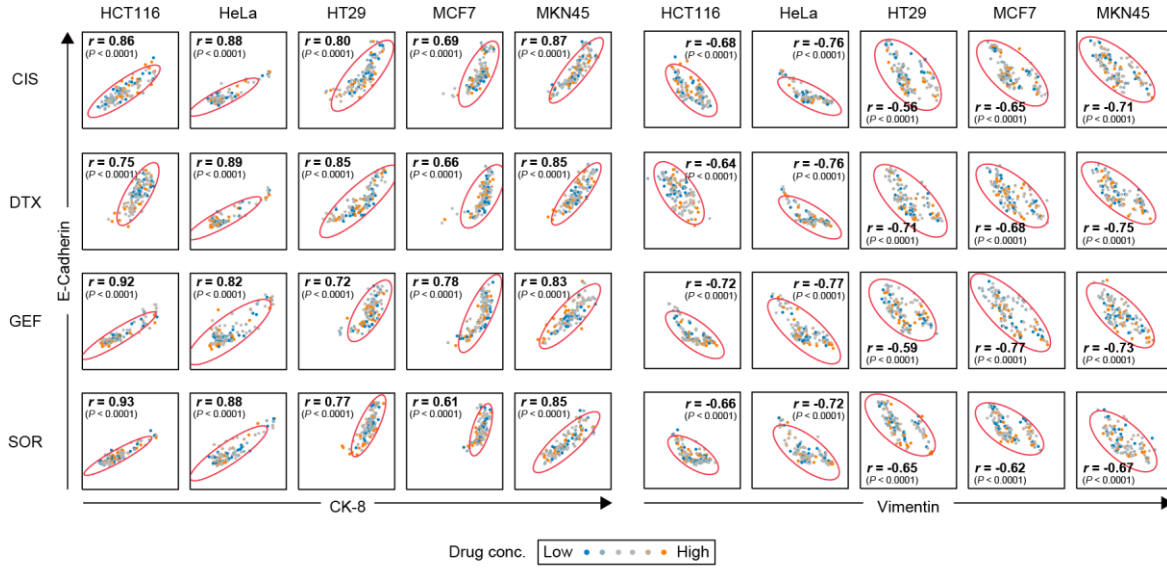 HCT116 HeLa HT29 MCF7 MKN45 HCT116 HeLa HT29 MCF7 MKN45
E-Cadherin
CIS
r = 0.86 r = 0.88 r = 0.80 r = 0.69 r = 0.87 r = -0.68 r = -0.76
(P < 0.0001) (P < 0.0001) (P < 0.0001) (P < 0.0001) (P < 0.0001) (P < 0.0001) (P < 0.0001)
r = -0.56 r = -0.65 r = -0.71
(P < 0.0001) (P < 0.0001) (P < 0.0001)
DTX
r = 0.75 r = 0.89 r = 0.85 r = 0.66 r = 0.85 r = -0.64 r = -0.76
(P < 0.0001) (P < 0.0001) (P < 0.0001) (P < 0.0001) (P < 0.0001) (P < 0.0001) (P < 0.0001)
r = -0.71 r = -0.68 r = -0.75
(P < 0.0001) (P < 0.0001) (P < 0.0001)
GEF
r = 0.92 r = 0.82 r = 0.72 r = 0.78 r = 0.83 r = -0.72 r = -0.77
(P < 0.0001) (P < 0.0001) (P < 0.0001) (P < 0.0001) (P < 0.0001) (P < 0.0001) (P < 0.0001)
r = -0.59 r = -0.77 r = -0.73
(P < 0.0001) (P < 0.0001) (P < 0.0001)
SOR
r = 0.93 r = 0.88 r = 0.77 r = 0.61 r = 0.85 r = -0.66 r = -0.72
(P < 0.0001) (P < 0.0001) (P < 0.0001) (P < 0.0001) (P < 0.0001) (P < 0.0001) (P < 0.0001)
r = -0.65 r = -0.62 r = -0.67
(P < 0.0001) (P < 0.0001) (P < 0.0001)
CK-8 Vimentin
Drug conc. Low High